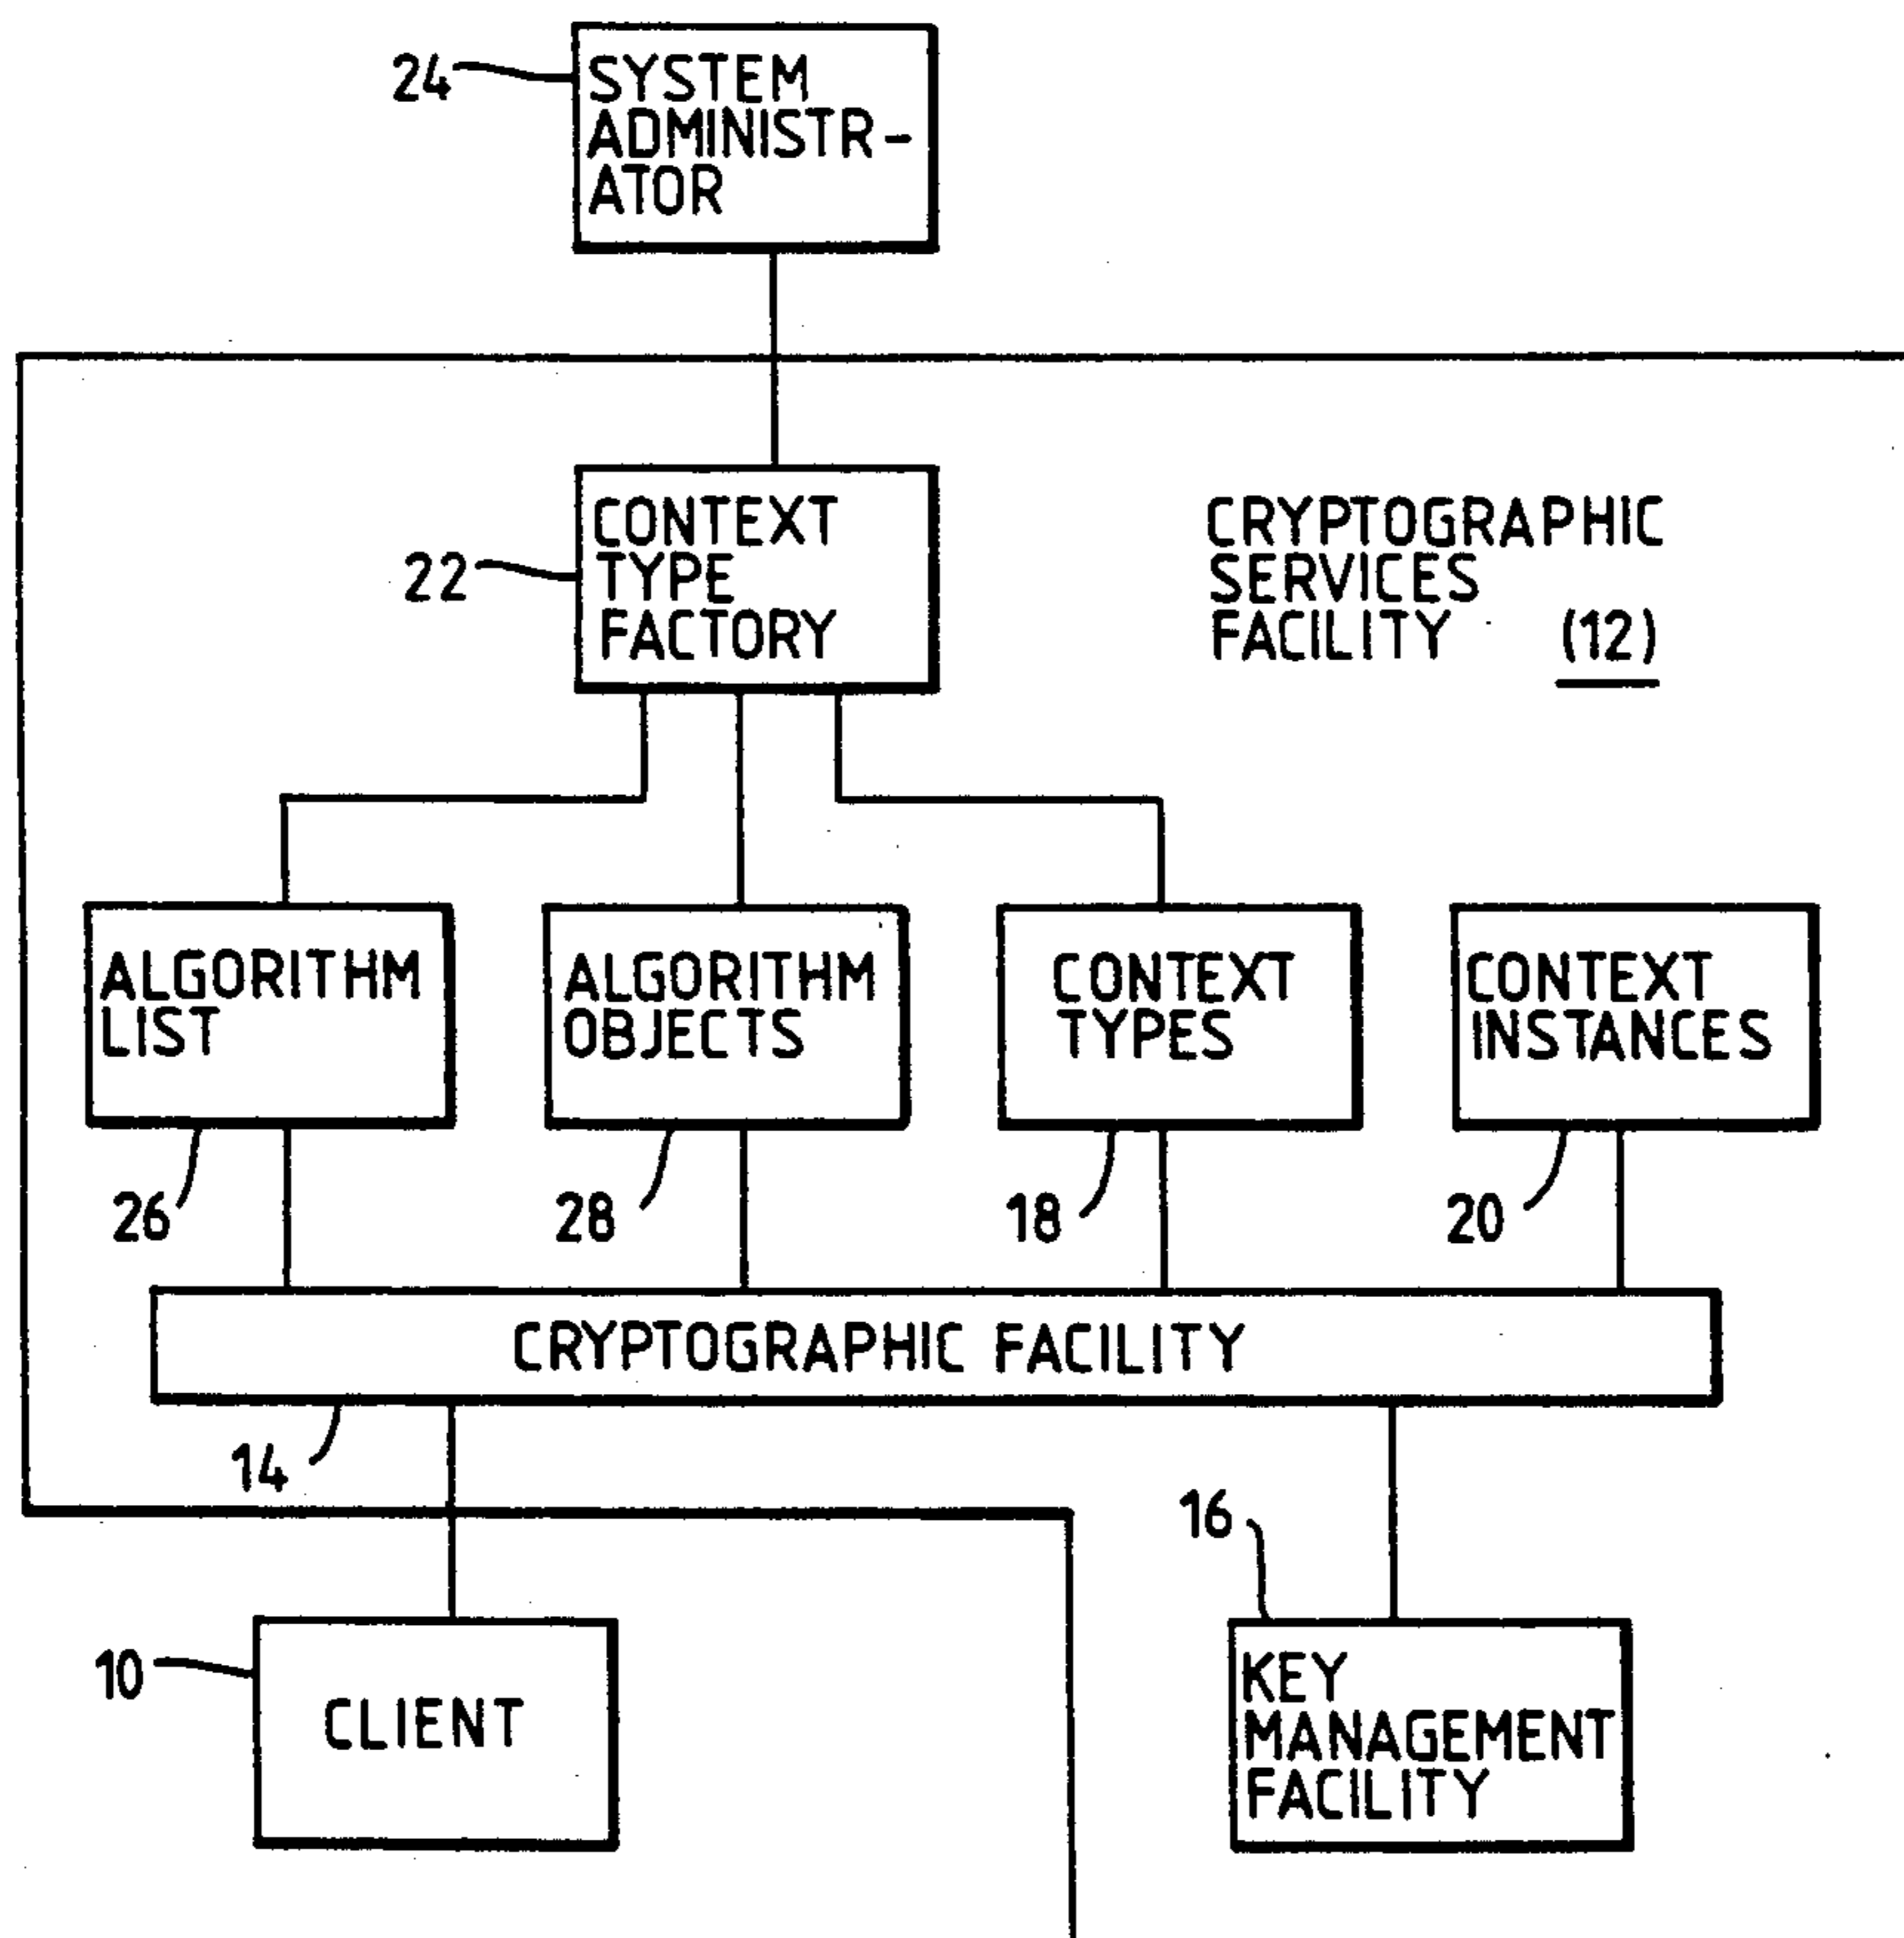 24
SYSTEM
ADMINISTR-
ATOR
22
CONTEXT
TYPE
FACTORY
CRYPTOGRAPHIC
SERVICES
FACILITY (12)
ALGORITHM
LIST
ALGORITHM
OBJECTS
CONTEXT
TYPES
CONTEXT
INSTANCES
26
28
18
20
CRYPTOGRAPHIC FACILITY
14
16
10
CLIENT
KEY
MANAGEMENT
FACILITY